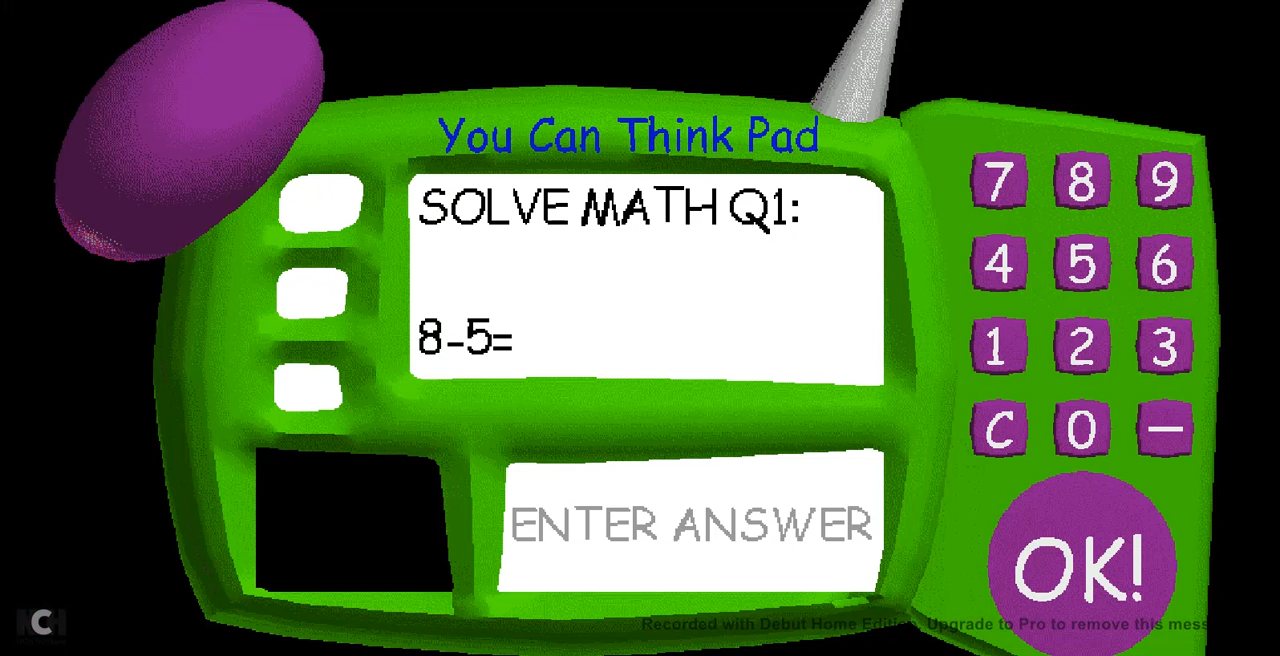 You Can Think Pad
SOLVE MATH Q1:
8-5=
ENTER ANSWER
7 8 9
4 5 6
1 2 3
C 0 −
OK!
NCH
Recorded with Debut Home Edition. Upgrade to Pro to remove this mess